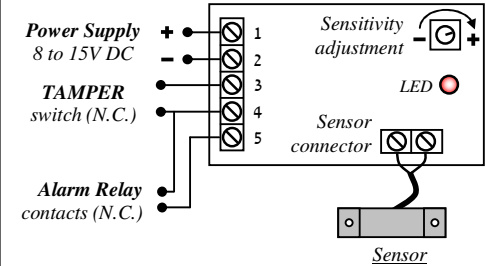 Power Supply
8 to 15V DC
TAMPER
switch (N.C.)
Alarm Relay
contacts (N.C.)
+
−
1
2
3
4
5
Sensitivity
adjustment
− +
LED
Sensor
connector
Sensor